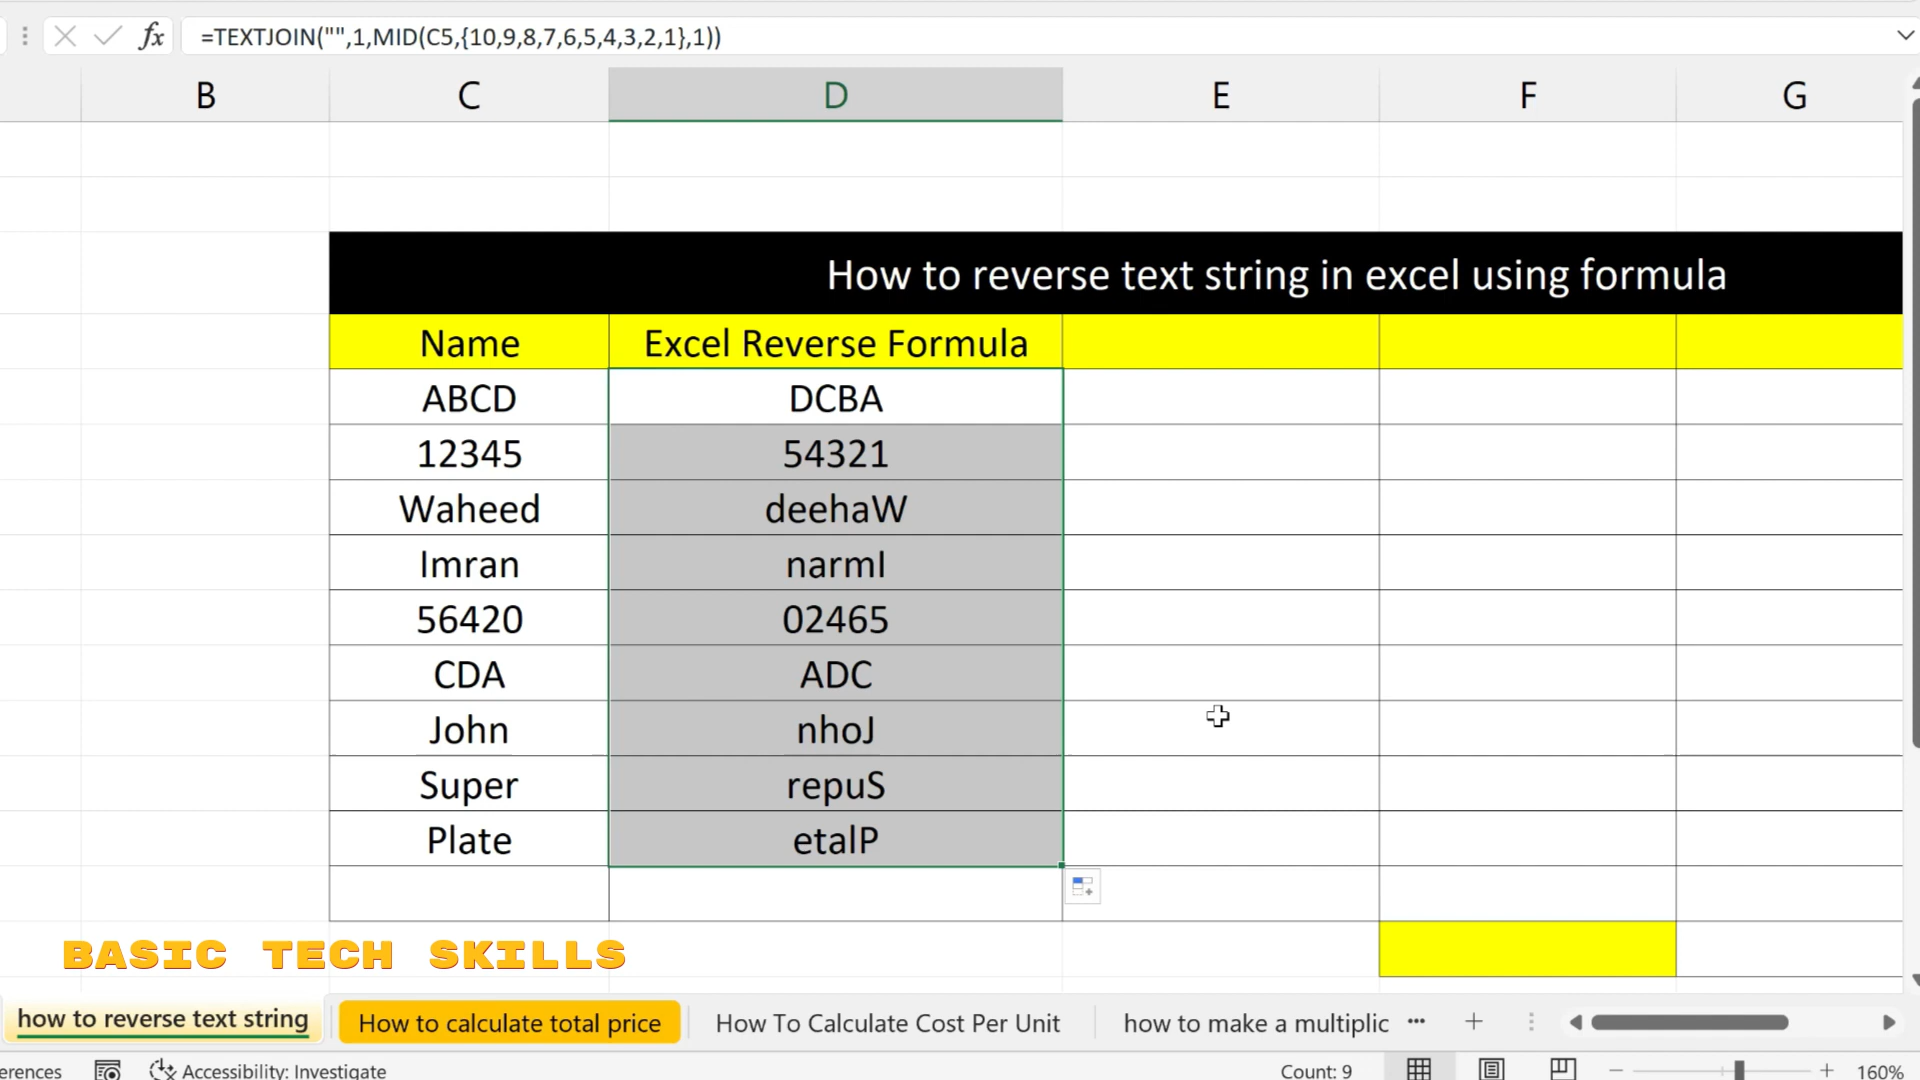 fx =TEXTJOIN("",1,MID(C5,{10,9,8,7,6,5,4,3,2,1},1))
B C D E F G
How to reverse text string in excel using formula
Name Excel Reverse Formula
ABCD DCBA
12345 54321
Waheed deehaW
Imran narmI
56420 02465
CDA ADC
John nhoJ
Super repuS
Plate etalP
BASIC TECH SKILLS
how to reverse text string How to calculate total price How To Calculate Cost Per Unit how to make a multiplic ···
erences Accessibility: Investigate Count: 9 160%